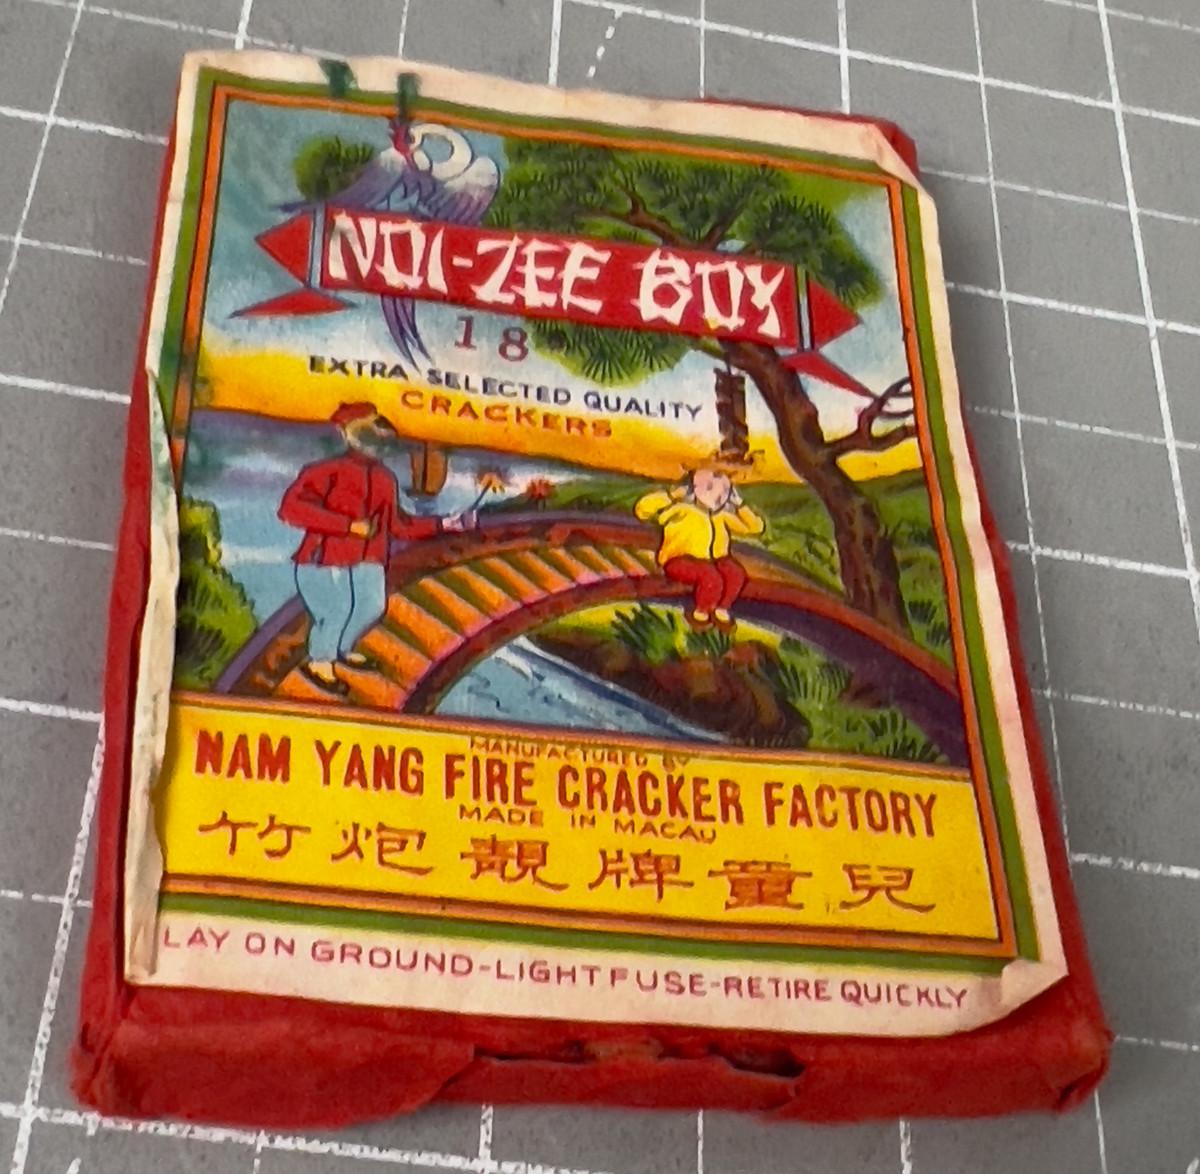 NOI-ZEE BOY
18
EXTRA SELECTED QUALITY
CRACKERS
MANUFACTURED BY
NAM YANG FIRE CRACKER FACTORY
MADE IN MACAU
竹炮靚牌童兒
LAY ON GROUND-LIGHT FUSE-RETIRE QUICKLY